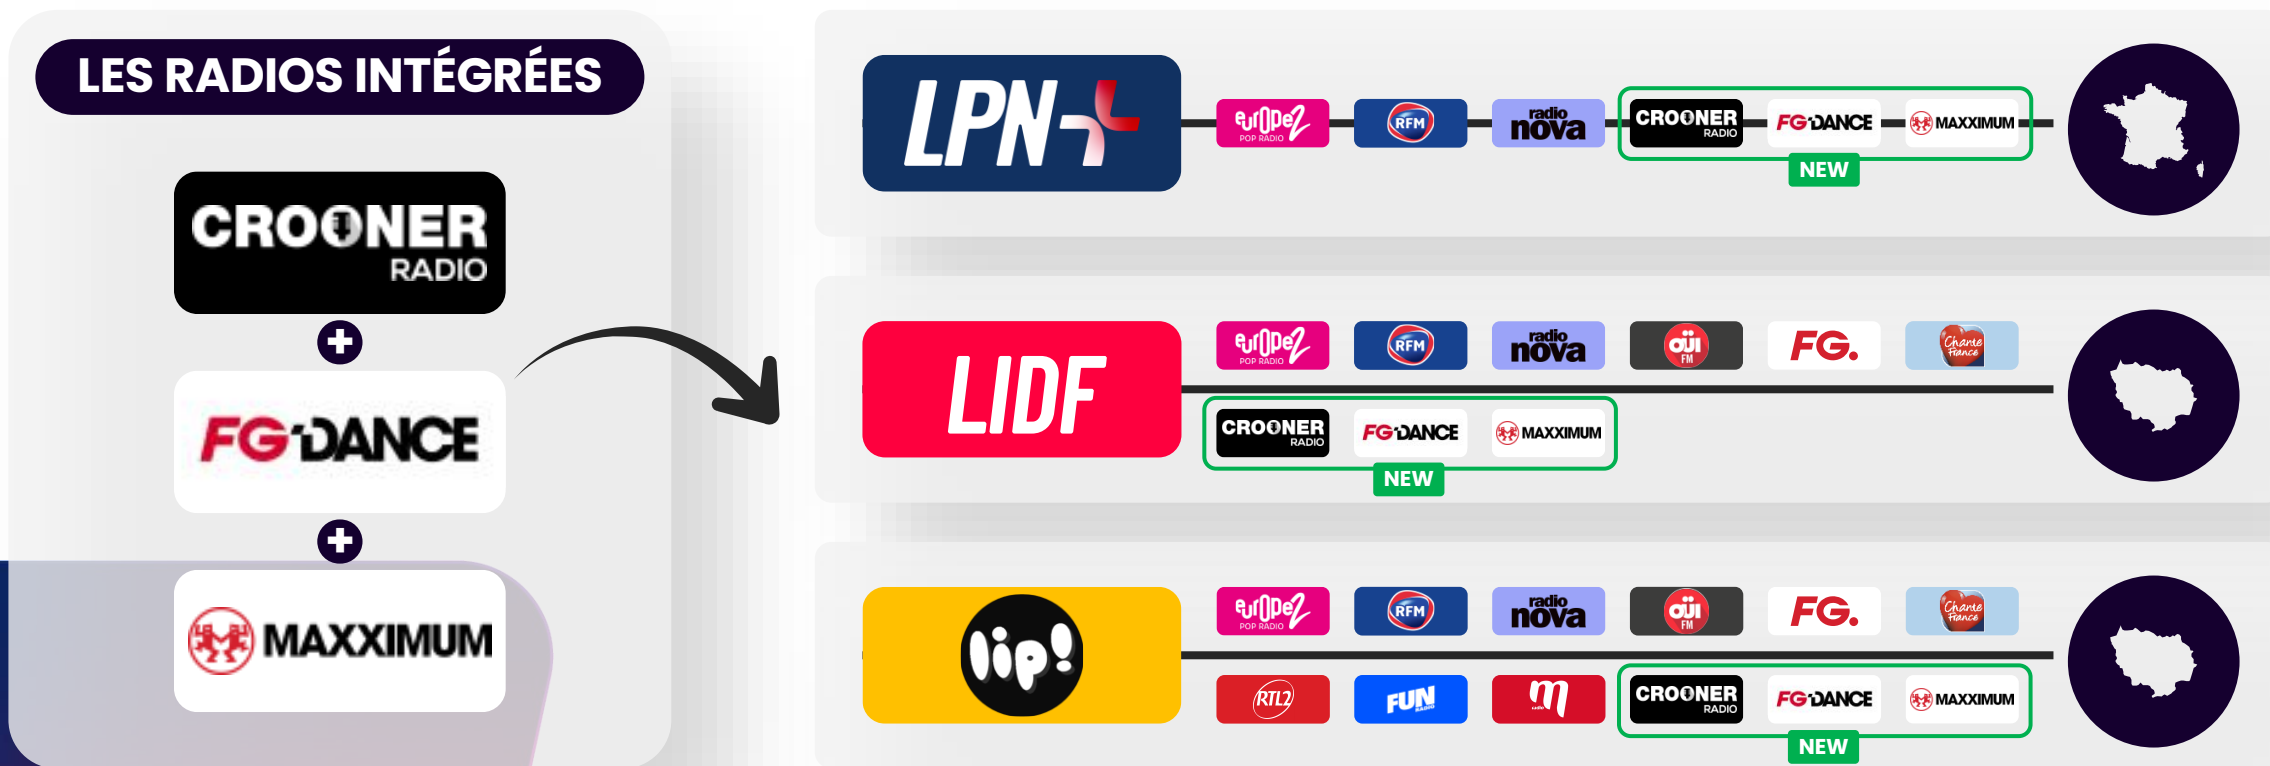 LES RADIOS INTÉGRÉES
CROONER
RADIO
FG DANCE
MAXXIMUM
LPN
europe2
POP RADIO
RFM
radio
nova
CROONER
RADIO
FG DANCE
MAXXIMUM
NEW
LIDF
europe2
POP RADIO
RFM
radio
nova
OÜI
FM
FG.
Chante
France
CROONER
RADIO
FG DANCE
MAXXIMUM
NEW
lip!
europe2
POP RADIO
RFM
radio
nova
OÜI
FM
FG.
Chante
France
RTL2
FUN
RADIO
m
radio
CROONER
RADIO
FG DANCE
MAXXIMUM
NEW